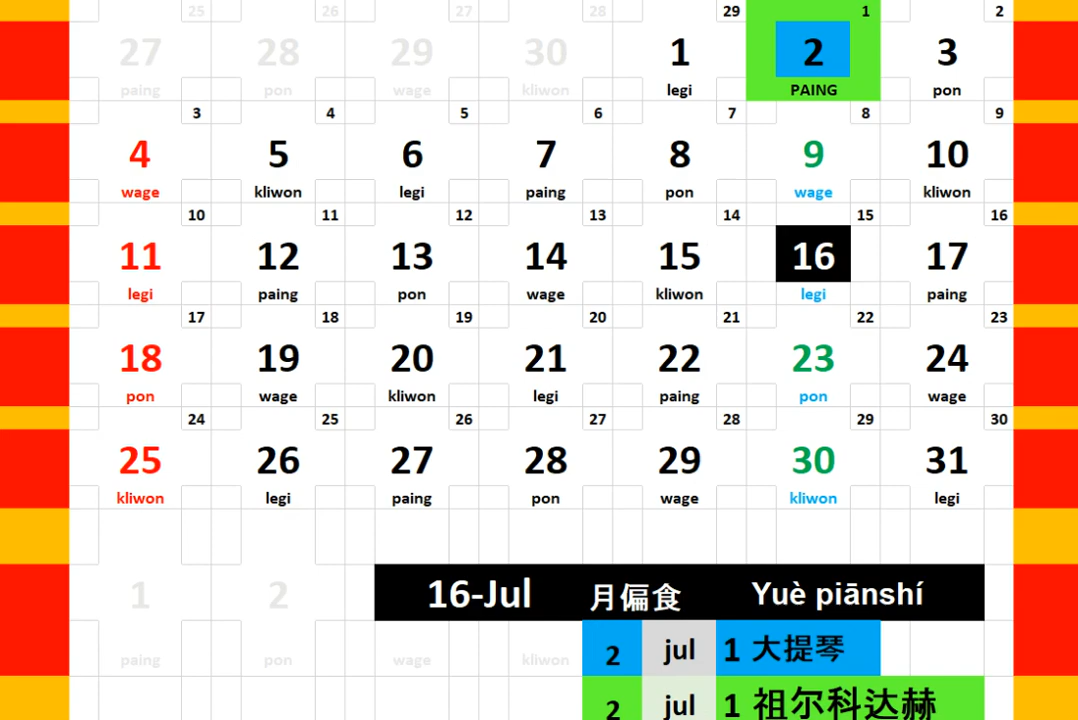 25 26 27 28 29 1 2
27 28 29 30 1 2 3
paing pon wage kliwon legi PAING pon
3 4 5 6 7 8 9
4 5 6 7 8 9 10
wage kliwon legi paing pon wage kliwon
10 11 12 13 14 15 16
11 12 13 14 15 16 17
legi paing pon wage kliwon legi paing
17 18 19 20 21 22 23
18 19 20 21 22 23 24
pon wage kliwon legi paing pon wage
24 25 26 27 28 29 30
25 26 27 28 29 30 31
kliwon legi paing pon wage kliwon legi
1 2 16-Jul 月偏食 Yuè piānshí
paing pon wage kliwon 2 jul 1 大提琴
2 jul 1 祖尔科达赫